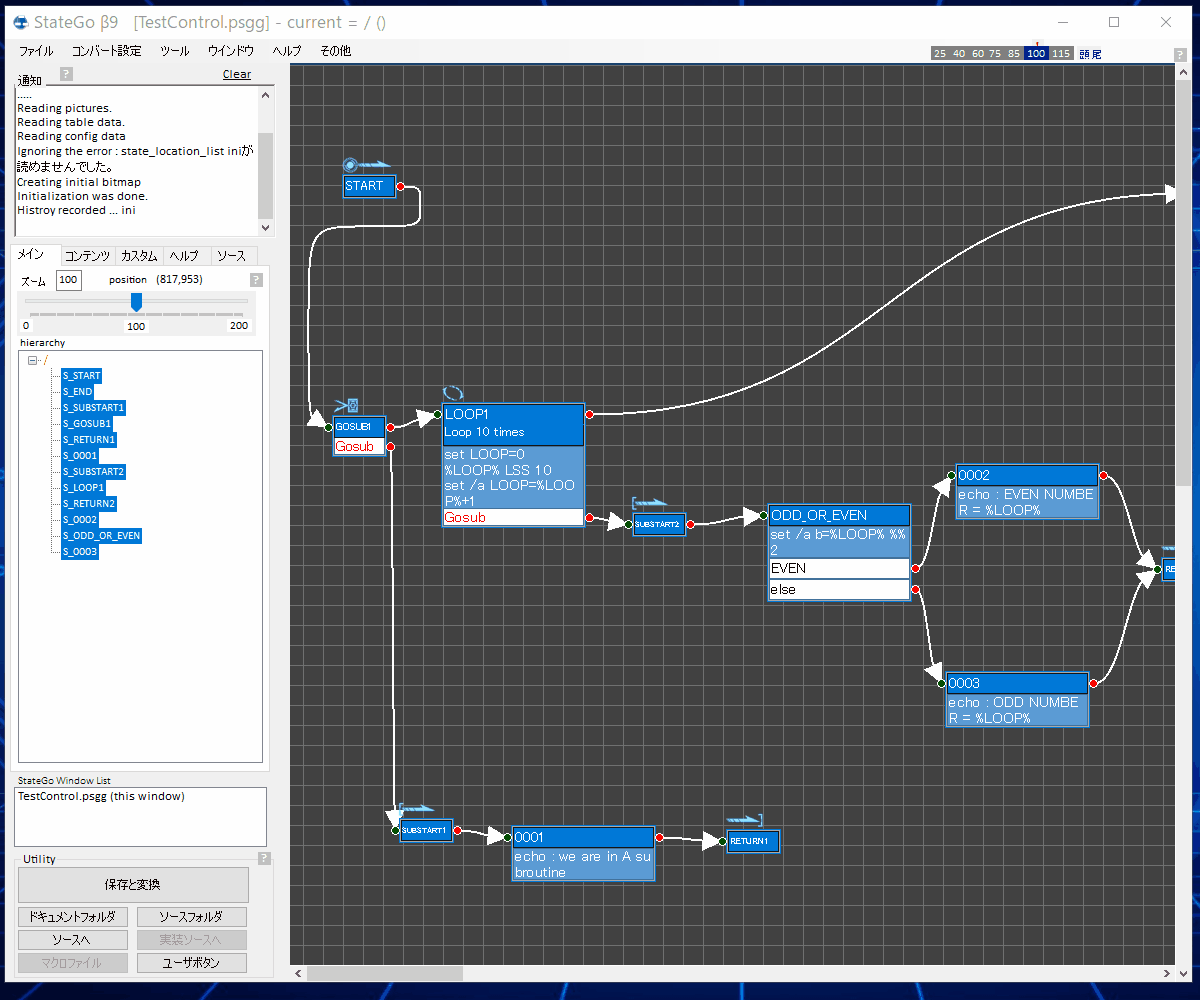 StateGo β9 [TestControl.psgg] - current = / ()
ファイル コンバート設定 ツール ウインドウ ヘルプ その他
25 40 60 75 85 100 115 頭尾
?
通知 ? Clear
.....
Reading pictures.
Reading table data.
Reading config data
Ignoring the error : state_location_list iniが
読めませんでした。
Creating initial bitmap
Initialization was done.
Histroy recorded ... ini
メイン コンテンツ カスタム ヘルプ ソース
ズーム 100 position (817,953) ?
0 100 200
hierarchy
/
S_START
S_END
S_SUBSTART1
S_GOSUB1
S_RETURN1
S_0001
S_SUBSTART2
S_LOOP1
S_RETURN2
S_0002
S_ODD_OR_EVEN
S_0003
StateGo Window List
TestControl.psgg (this window)
Utility ?
保存と変換
ドキュメントフォルダ ソースフォルダ
ソースへ 実装ソースへ
マクロファイル ユーザボタン
START
GOSUB1
Gosub
LOOP1
Loop 10 times
set LOOP=0
%LOOP% LSS 10
set /a LOOP=%LOO
P%+1
Gosub
SUBSTART2
ODD_OR_EVEN
set /a b=%LOOP% %%
2
EVEN
else
0002
echo : EVEN NUMBE
R = %LOOP%
0003
echo : ODD NUMBE
R = %LOOP%
RE
SUBSTART1
0001
echo : we are in A su
broutine
RETURN1